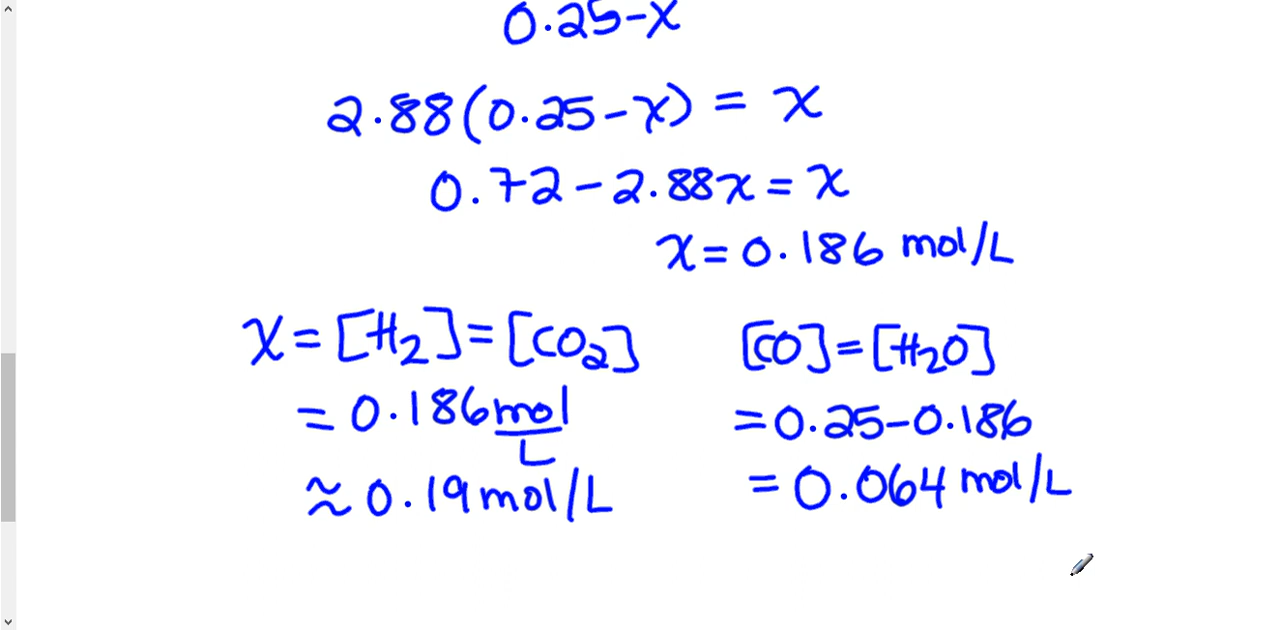 0.25-x
2.88(0.25-x) = x
0.72-2.88x = x
x = 0.186 mol/L
x = [H₂] = [CO₂]
= 0.186 mol/L
≈ 0.19 mol/L
[CO] = [H₂O]
= 0.25-0.186
= 0.064 mol/L